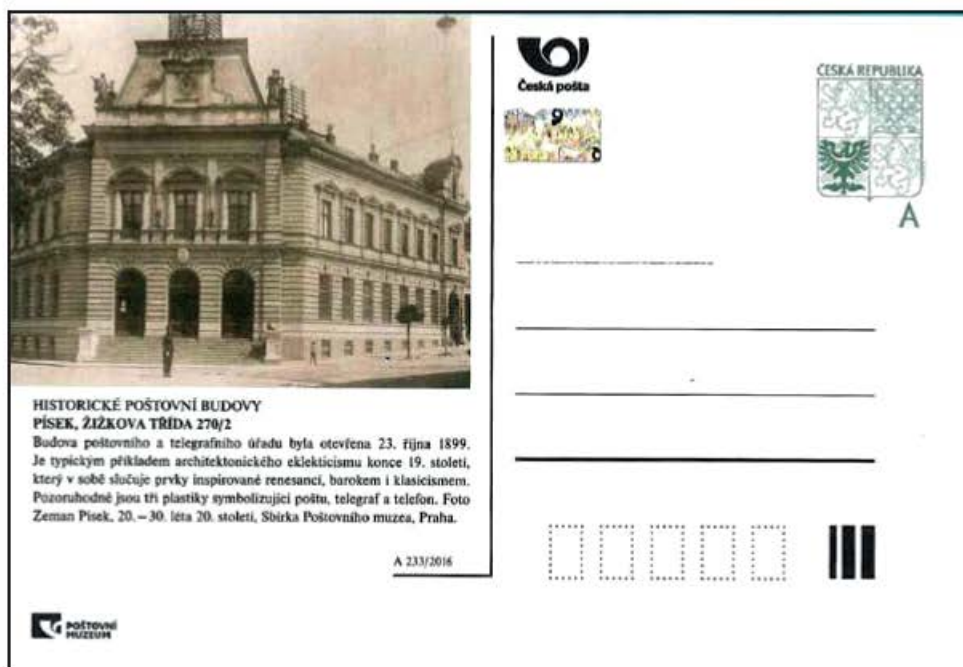 HISTORICKÉ POŠTOVNÍ BUDOVY
PÍSEK, ŽIŽKOVA TŘÍDA 270/2
Budova poštovního a telegrafního úřadu byla otevřena 23. října 1899.
Je typickým příkladem architektonického eklekticismu konce 19. století,
který v sobě slučuje prvky inspirované renesancí, barokem i klasicismem.
Pozoruhodné jsou tři plastiky symbolizující poštu, telegraf a telefon. Foto
Zeman Písek, 20.–30. léta 20. století, Sbírka Poštovního muzea, Praha.
A 233/2016
POŠTOVNÍ
MUZEUM
Česká pošta
ČESKÁ REPUBLIKA
A